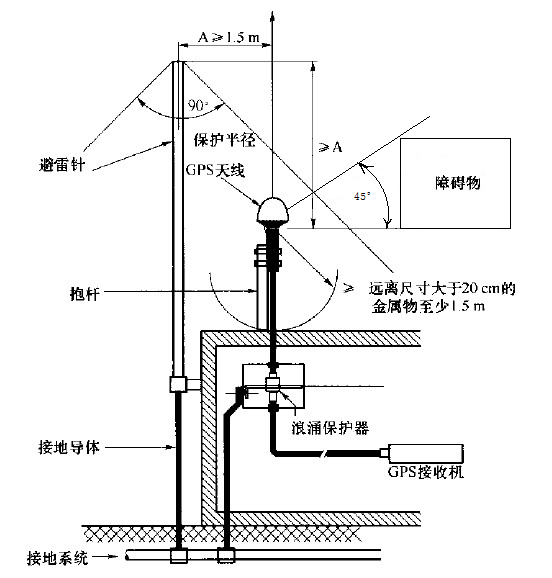 A≥1.5 m
90°
保护半径
避雷针
GPS天线
≥A
45°
障碍物
抱杆
≥ 远离尺寸大于20 cm的
金属物至少1.5 m
浪涌保护器
接地导体
GPS接收机
接地系统